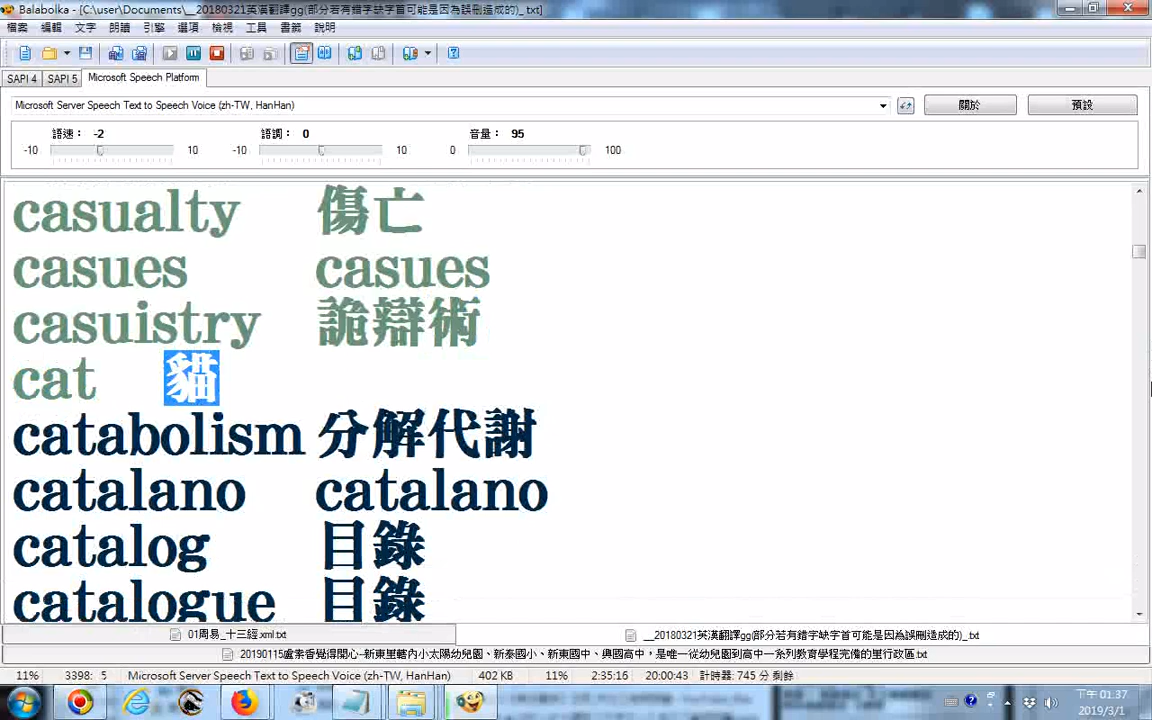 Balabolka - [C:\user\Documents\__20180321英漢翻譯gg(部分若有錯字缺字首可能是因為誤刪造成的)_.txt]
檔案 編輯 文字 朗讀 引擎 選項 檢視 工具 書籤 說明
SAPI 4 SAPI 5 Microsoft Speech Platform
Microsoft Server Speech Text to Speech Voice (zh-TW, HanHan) 關於 預設
語速： -2 語調： 0 音量： 95
-10 10 -10 10 0 100
casualty 傷亡
casues casues
casuistry 詭辯術
cat 貓
catabolism 分解代謝
catalano catalano
catalog 目錄
catalogue 目錄
01周易_十三經.xml.txt __20180321英漢翻譯gg(部分若有錯字缺字首可能是因為誤刪造成的)_.txt
20190115盧素香覺得開心-新東里轄內小太陽幼兒園、新泰國小、新東國中、興國高中，是唯一從幼兒園到高中一系列教育學程完備的里行政區.txt
11% 3398: 5 Microsoft Server Speech Text to Speech Voice (zh-TW, HanHan) 402 KB 11% 2:35:16 20:00:43 計時器: 745 分 剩餘
下午 01:37
2019/3/1